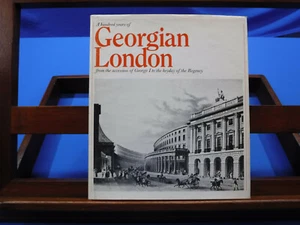 A hundred years of
Georgian
London
from the accession of George I to the heyday of the Regency